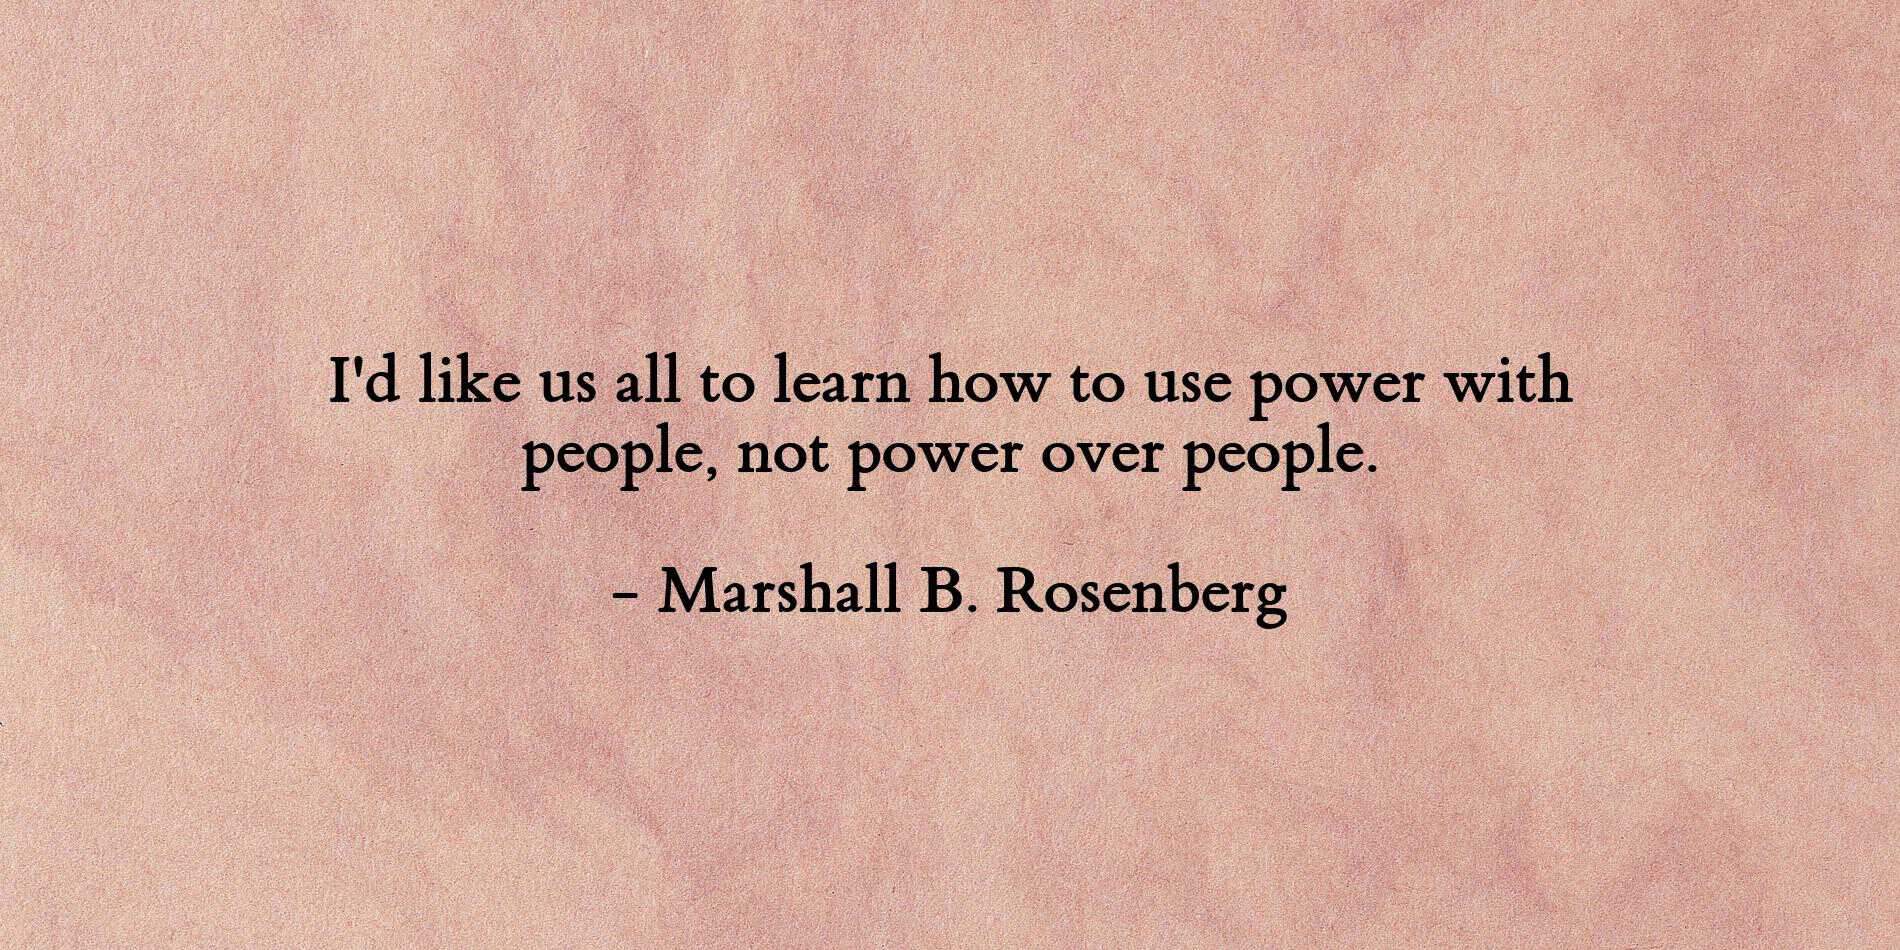 I'd like us all to learn how to use power with
people, not power over people.
– Marshall B. Rosenberg